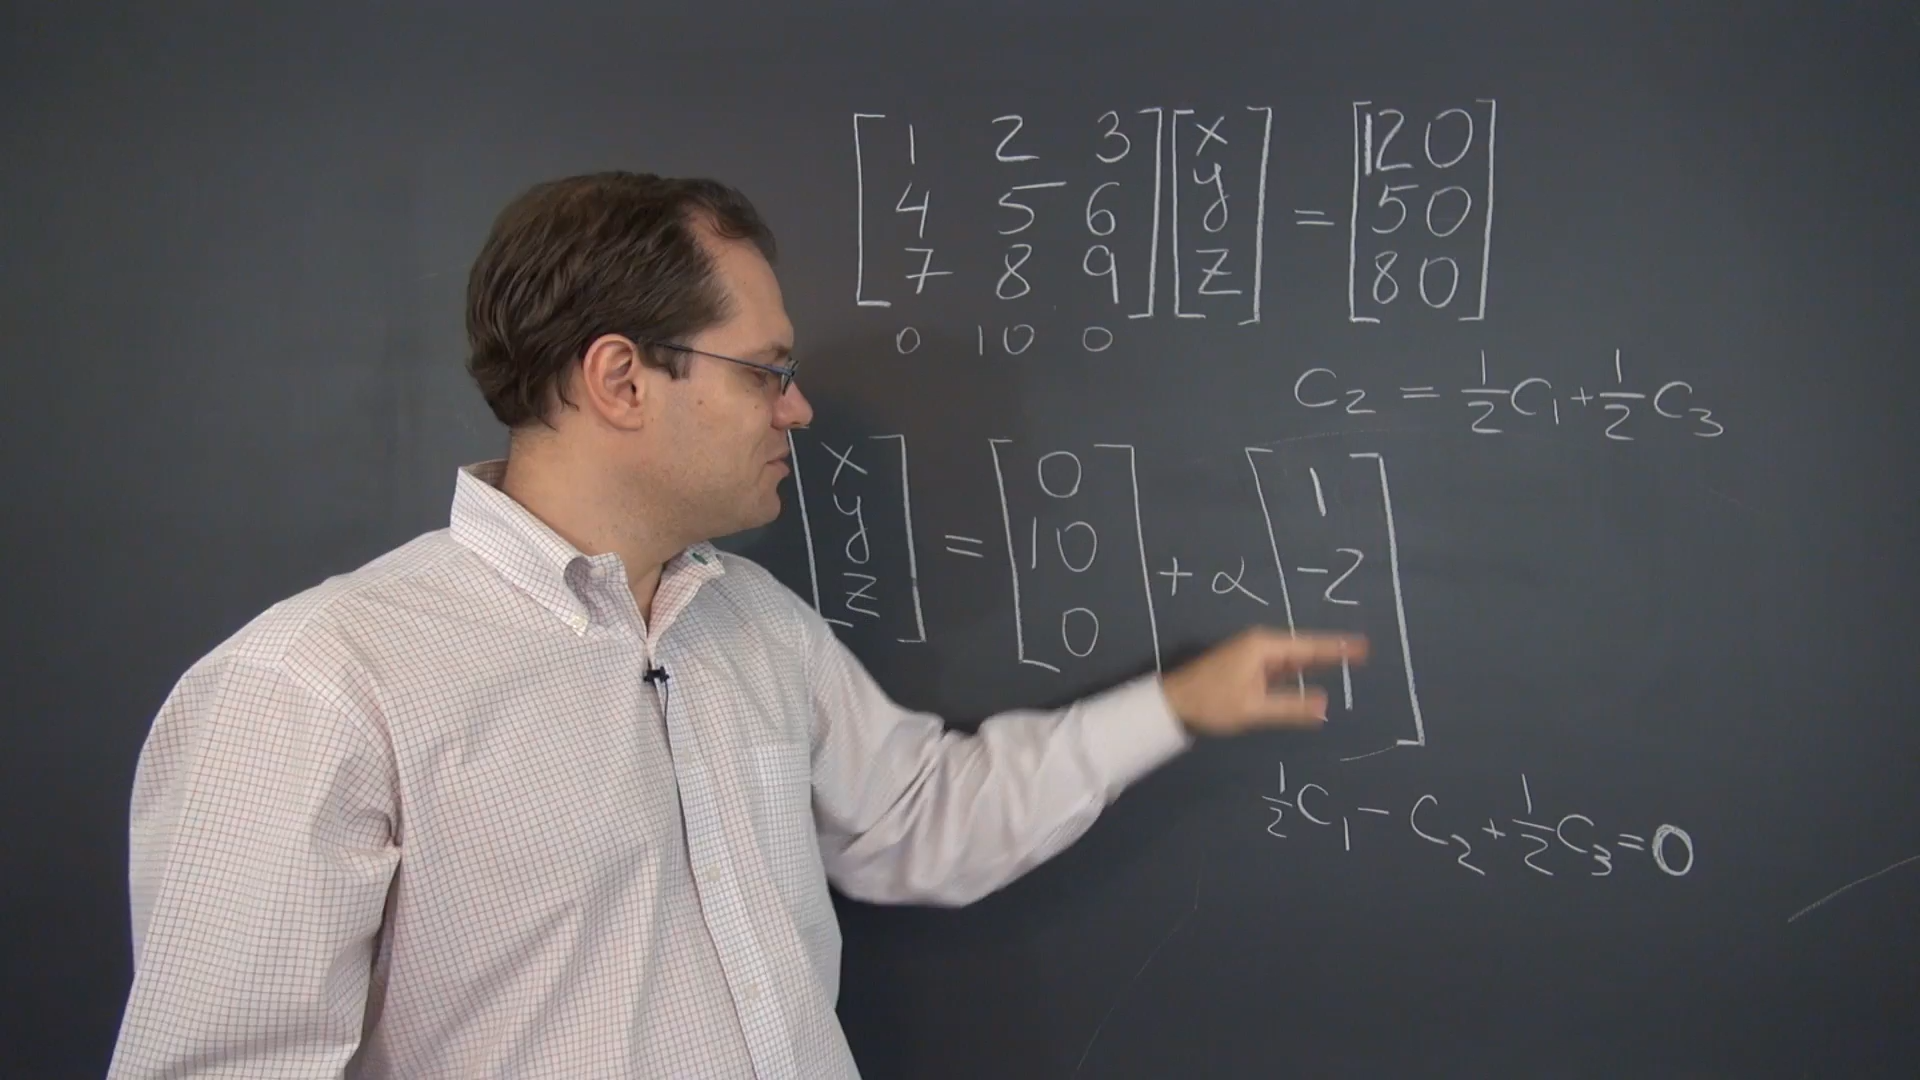 [1 2 3] [x] = [120]
[4 5 6] [y] [50]
[7 8 9] [z] [80]
0 10 0
C₂ = 1/2 C₁ + 1/2 C₃
[x] = [0] + α [1]
[y] [10] [-2]
[z] [0] [1]
1/2 C₁ - C₂ + 1/2 C₃ = 0